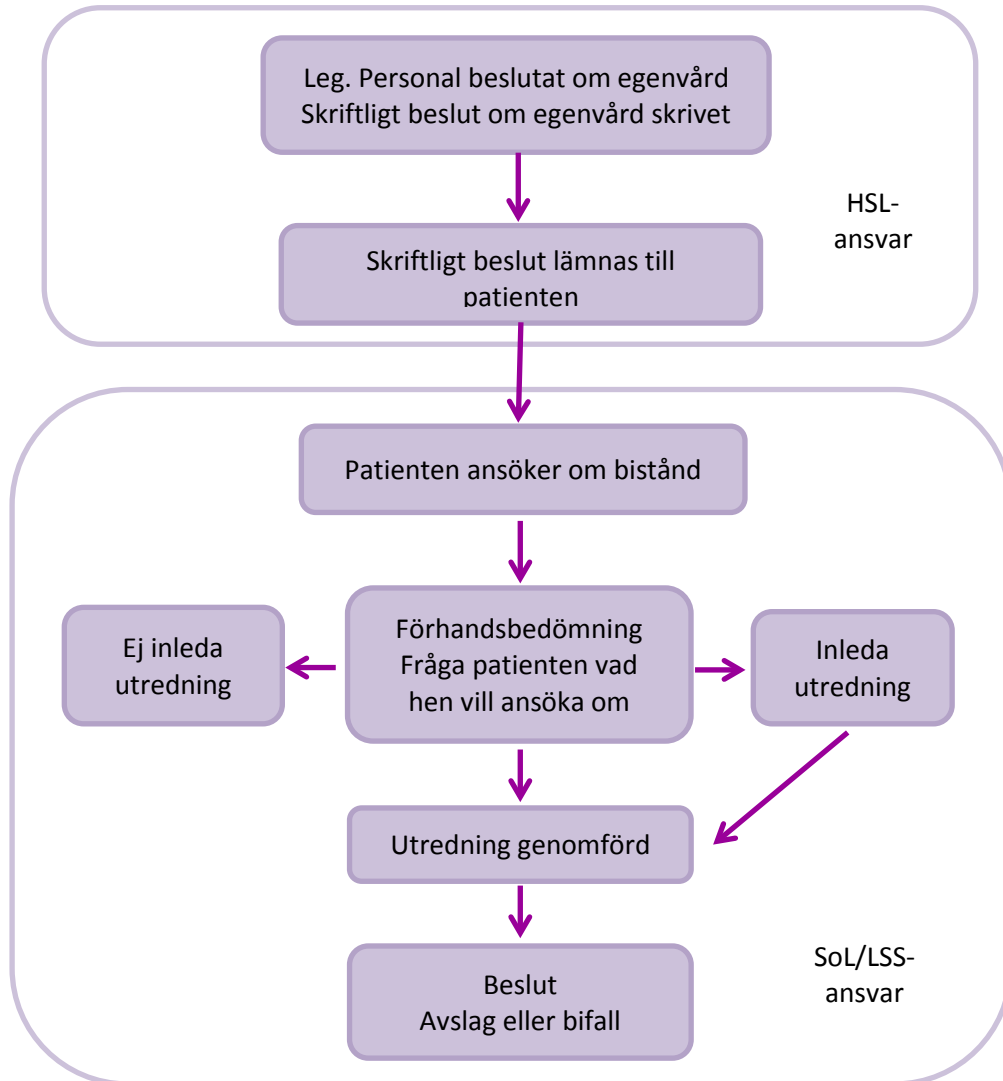 Leg. Personal beslutat om egenvård
Skriftligt beslut om egenvård skrivet
HSL-
ansvar
Skriftligt beslut lämnas till
patienten
Patienten ansöker om bistånd
Ej inleda
utredning
Förhandsbedömning
Fråga patienten vad
hen vill ansöka om
Inleda
utredning
Utredning genomförd
Beslut
Avslag eller bifall
SoL/LSS-
ansvar